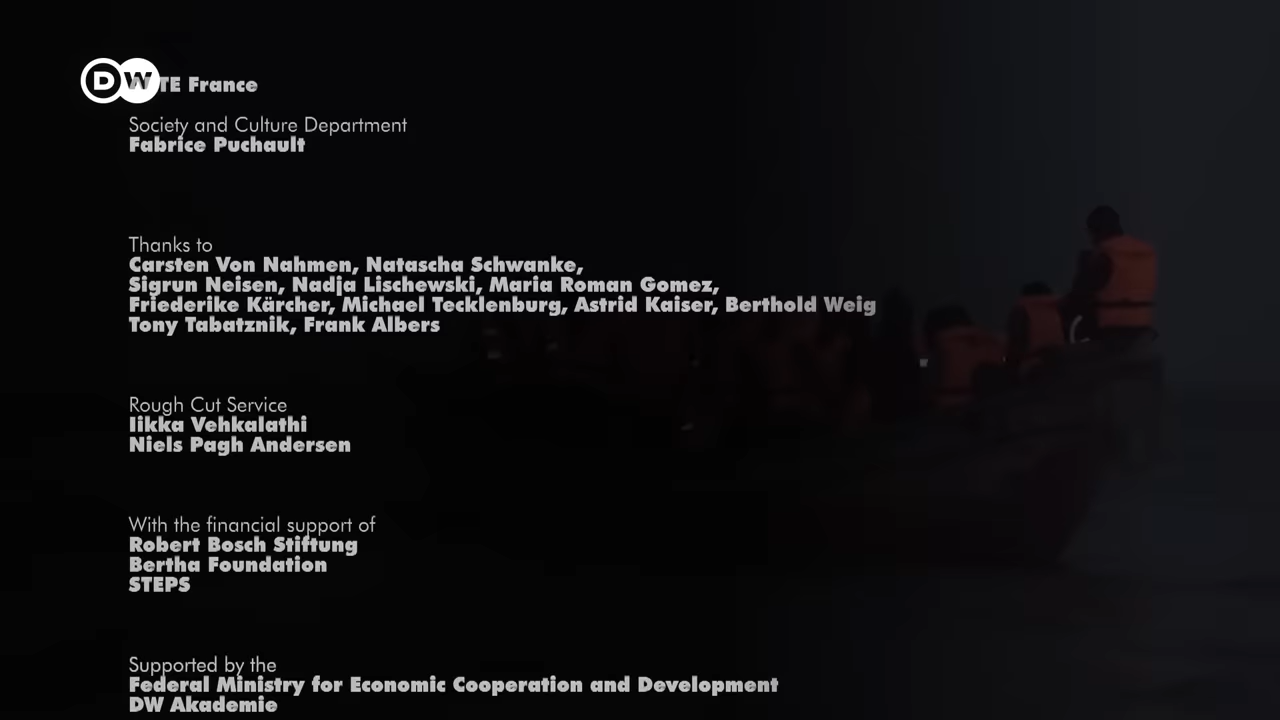 DW
ARTE France
Society and Culture Department
Fabrice Puchault
Thanks to
Carsten Von Nahmen, Natascha Schwanke,
Sigrun Neisen, Nadja Lischewski, Maria Roman Gomez,
Friederike Kärcher, Michael Tecklenburg, Astrid Kaiser, Berthold Weig
Tony Tabatznik, Frank Albers
Rough Cut Service
Iikka Vehkalathi
Niels Pagh Andersen
With the financial support of
Robert Bosch Stiftung
Bertha Foundation
STEPS
Supported by the
Federal Ministry for Economic Cooperation and Development
DW Akademie